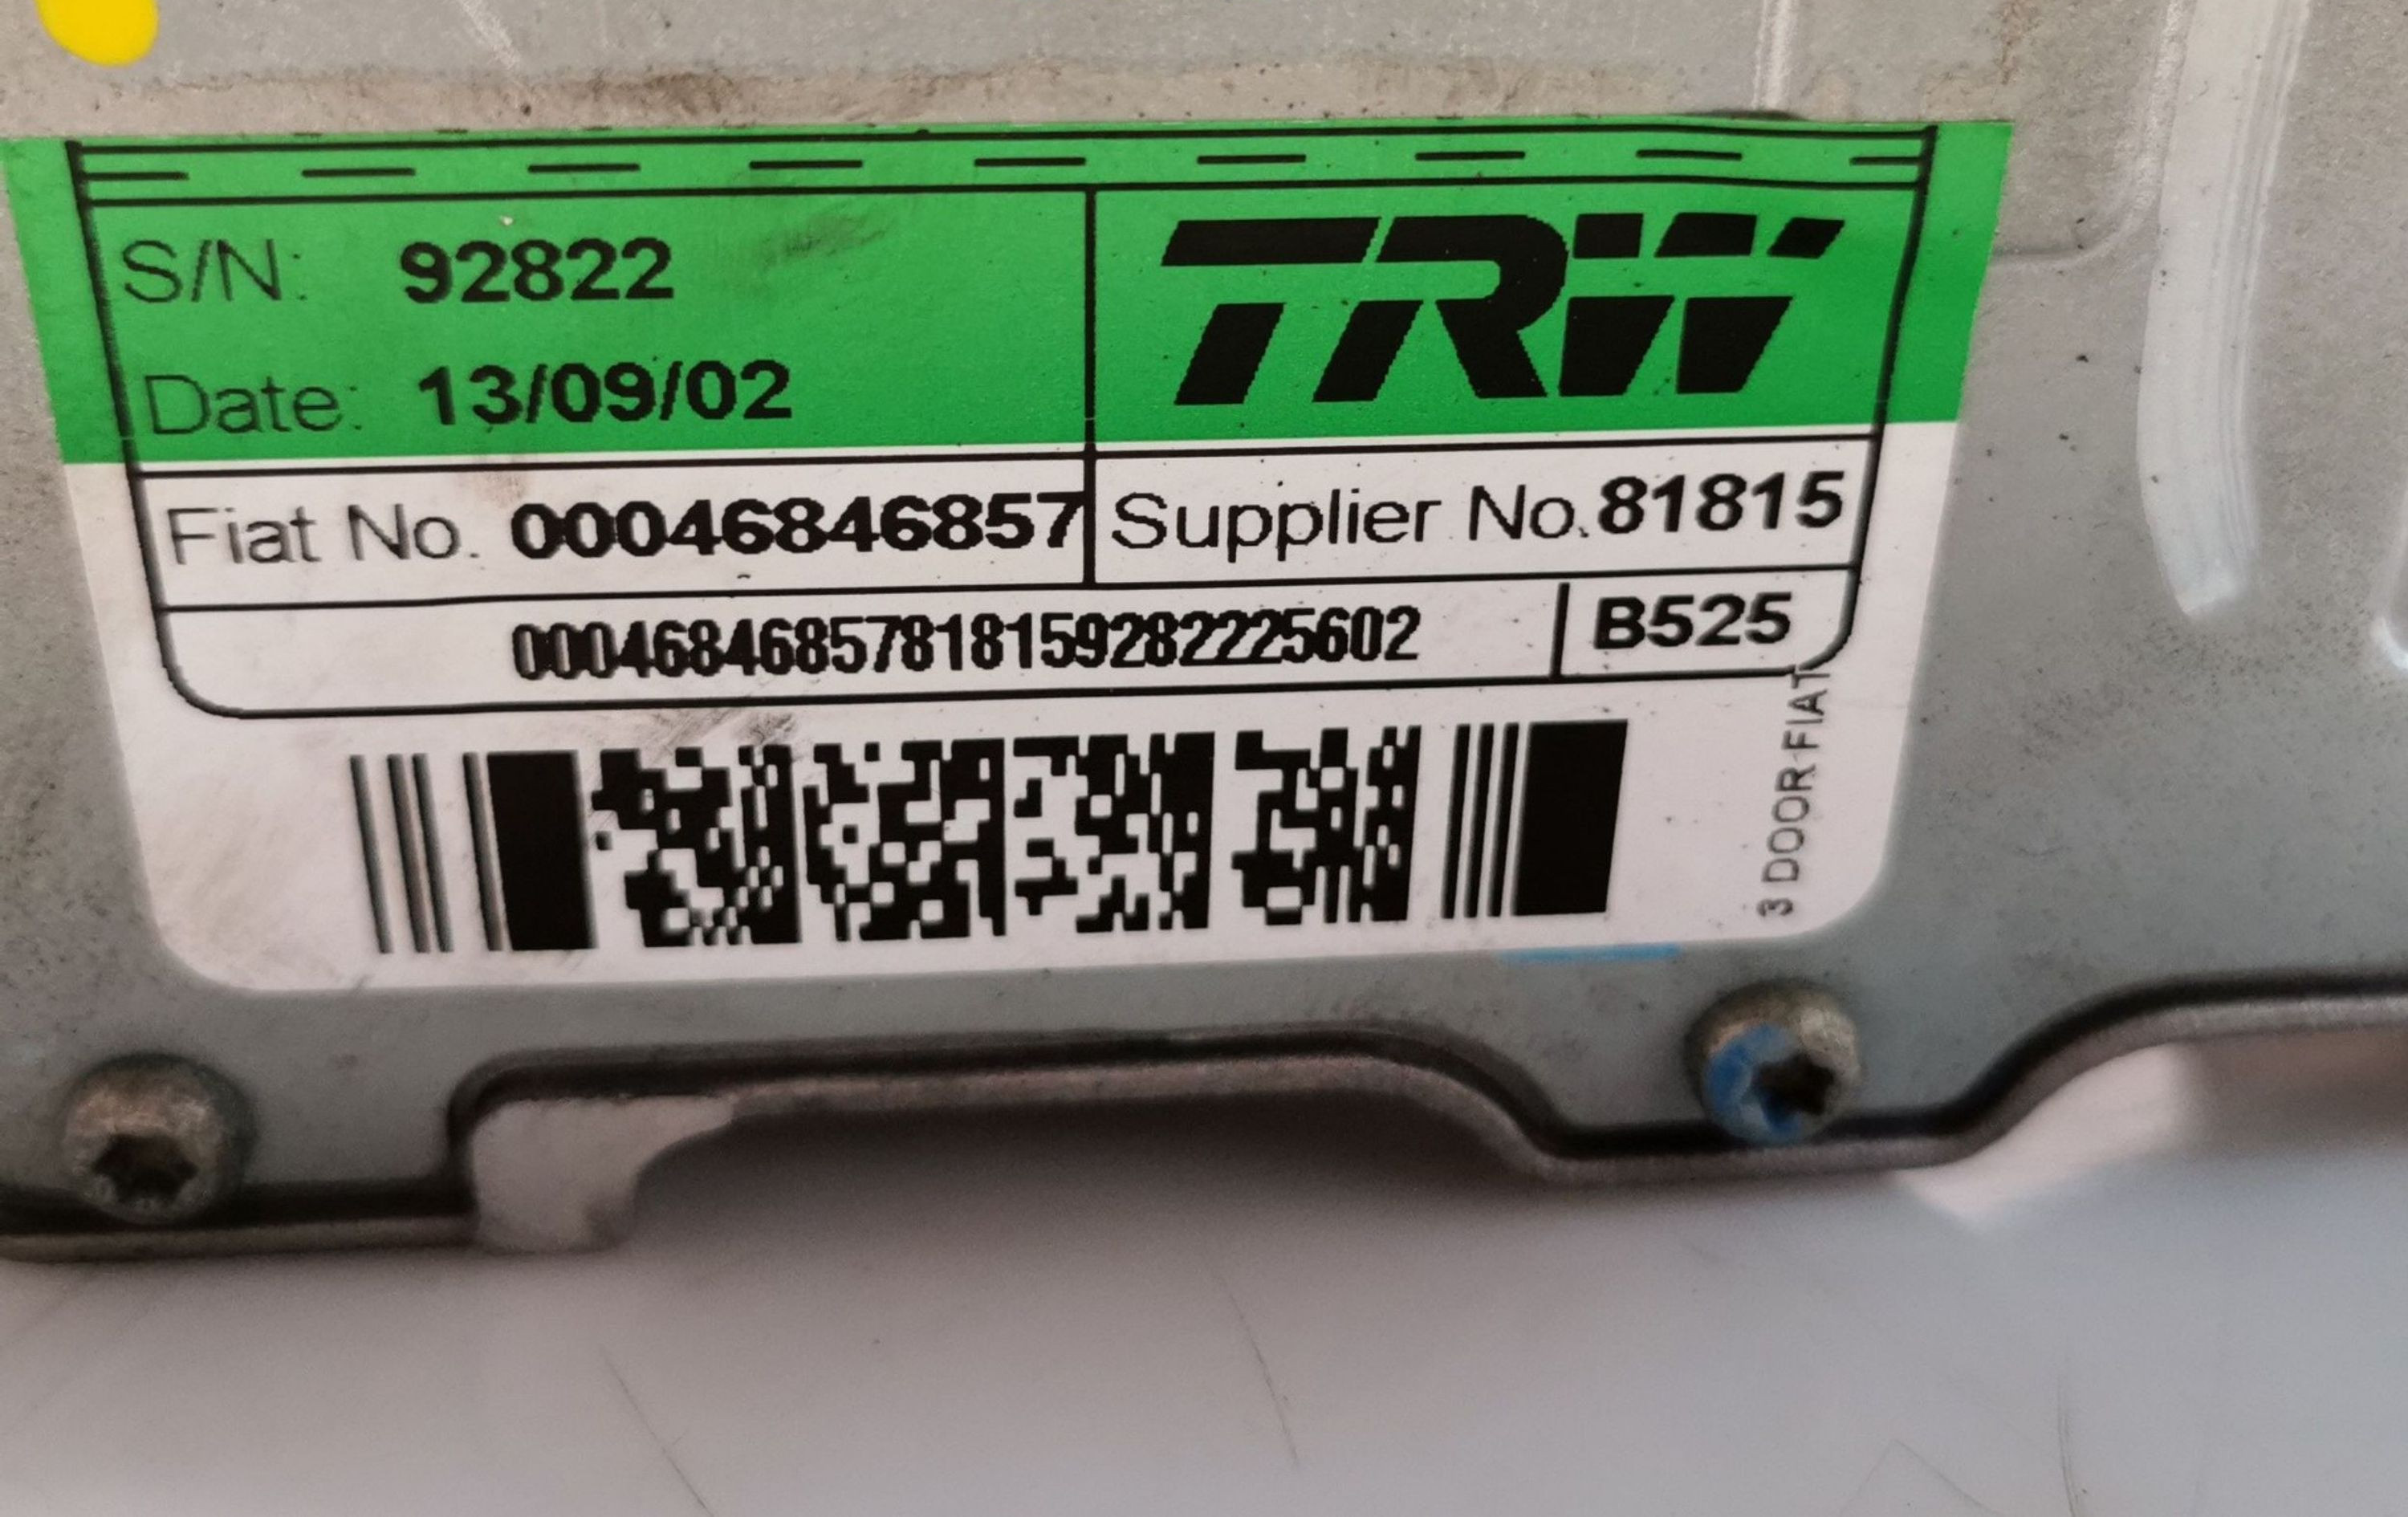 S/N: 92822
TRW
Date: 13/09/02
Fiat No. 00046846857
Supplier No. 81815
00046846857818159282225602
B525
3 DOOR FIAT